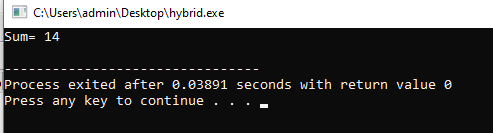 C:\Users\admin\Desktop\hybrid.exe
Sum= 14
--------------------------------
Process exited after 0.03891 seconds with return value 0
Press any key to continue . . .